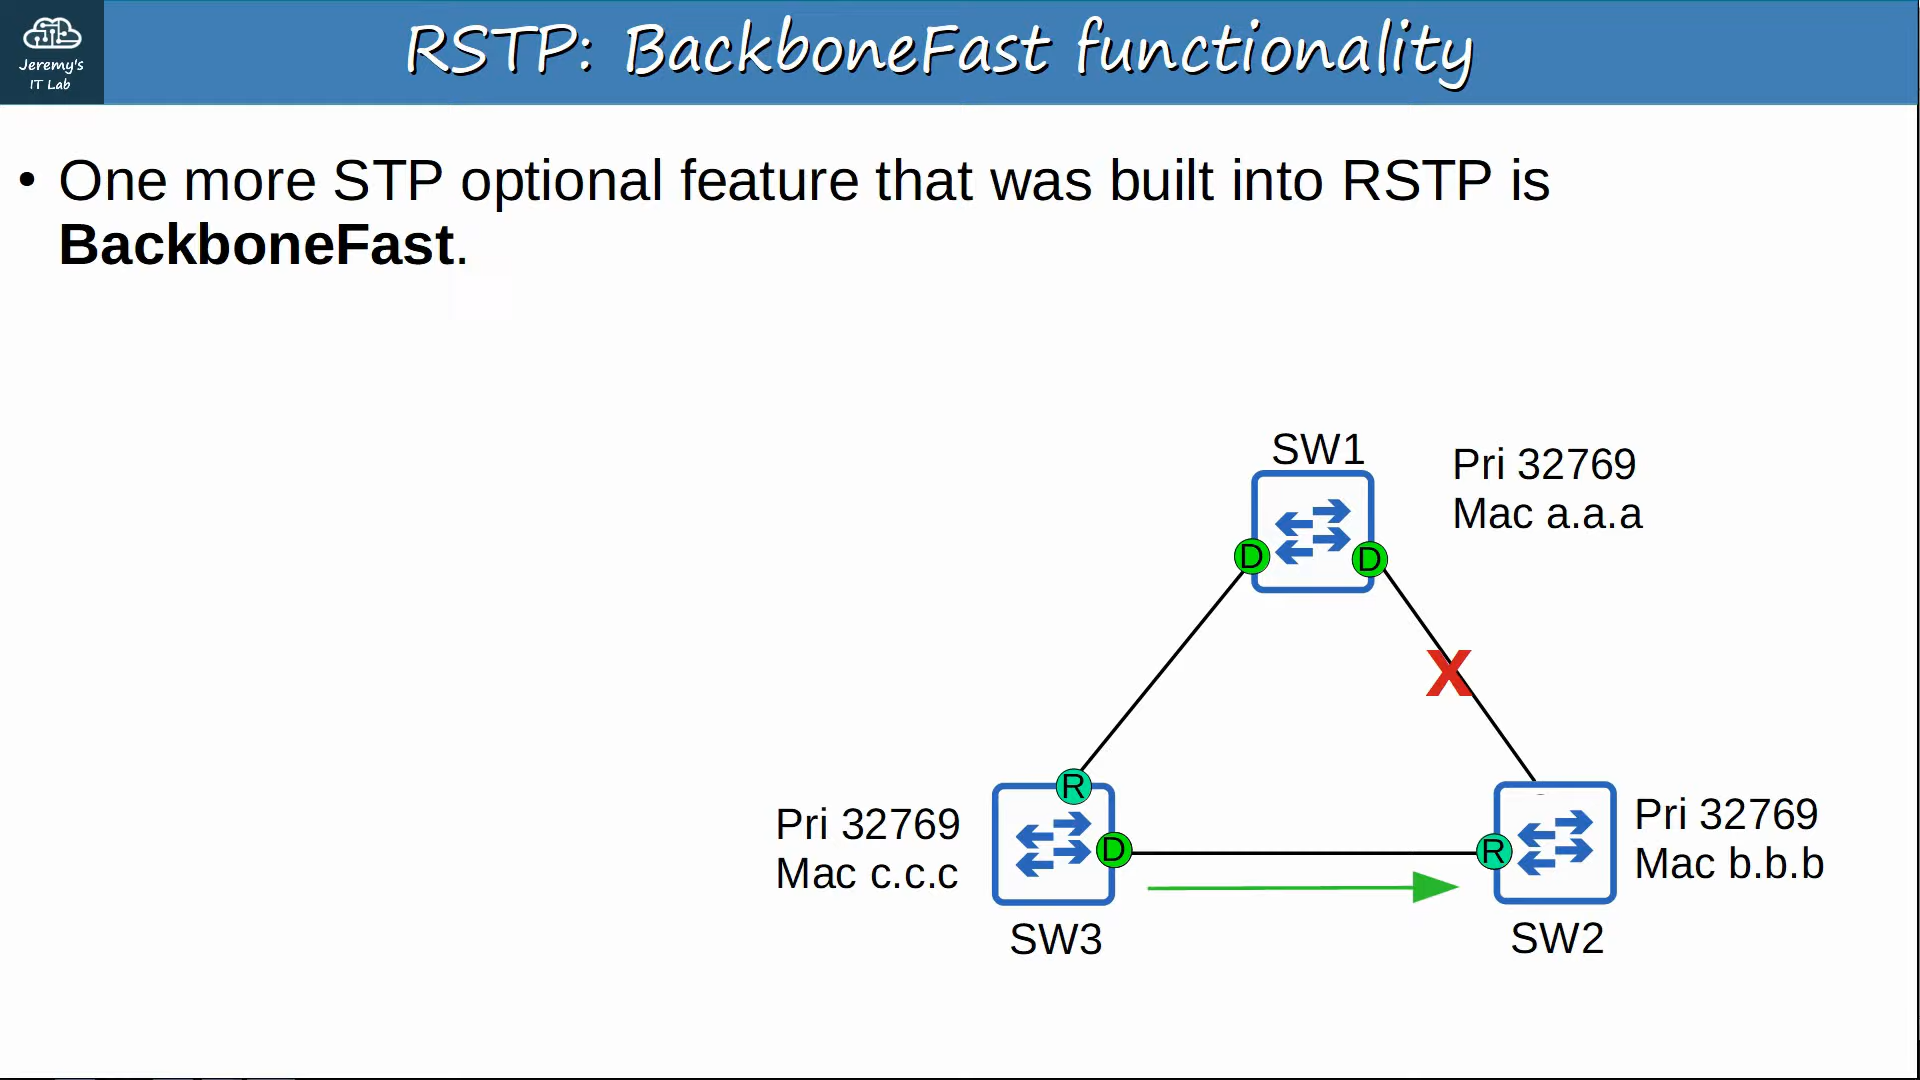 Jeremy's
IT Lab
RSTP: BackboneFast functionality
• One more STP optional feature that was built into RSTP is
BackboneFast.
SW1
Pri 32769
Mac a.a.a
D
D
X
R
D
R
Pri 32769
Mac c.c.c
SW3
Pri 32769
Mac b.b.b
SW2